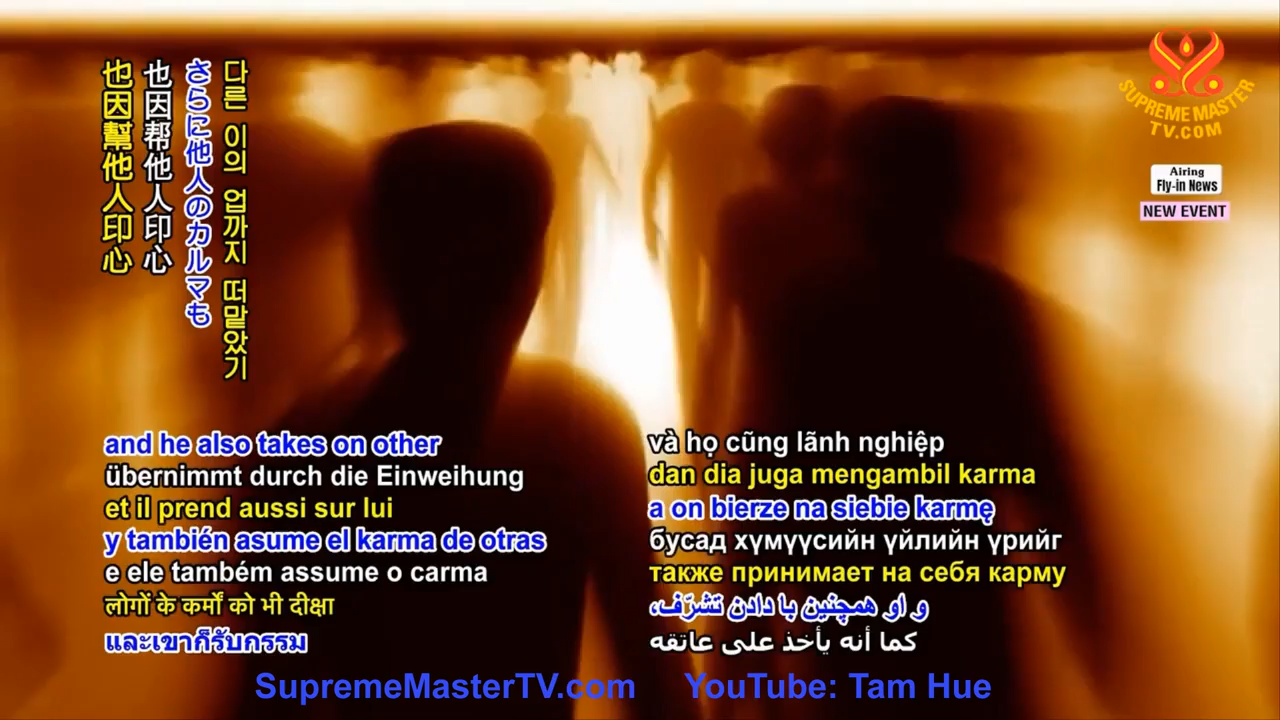 也因幫他人印心
也因帮他人印心
さらに他人のカルマも
다른 이의 업까지 떠맡았기
SUPREME MASTER
TV.COM
Airing
Fly-in News
NEW EVENT
and he also takes on other
übernimmt durch die Einweihung
et il prend aussi sur lui
y también asume el karma de otras
e ele também assume o carma
लोगों के कर्मों को भी दीक्षा
และเขาก็รับกรรม
và họ cũng lãnh nghiệp
dan dia juga mengambil karma
a on bierze na siebie karmę
бусад хүмүүсийн үйлийн үрийг
также принимает на себя карму
و او همچنین با دادن تشرّف،
كما أنه يأخذ على عاتقه
SupremeMasterTV.com YouTube: Tam Hue